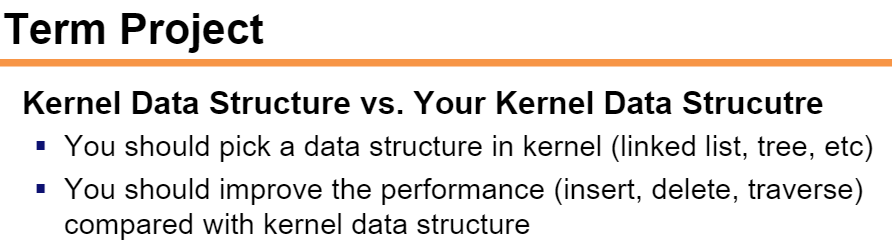 Term Project
Kernel Data Structure vs. Your Kernel Data Strucutre
▪ You should pick a data structure in kernel (linked list, tree, etc)
▪ You should improve the performance (insert, delete, traverse)
compared with kernel data structure